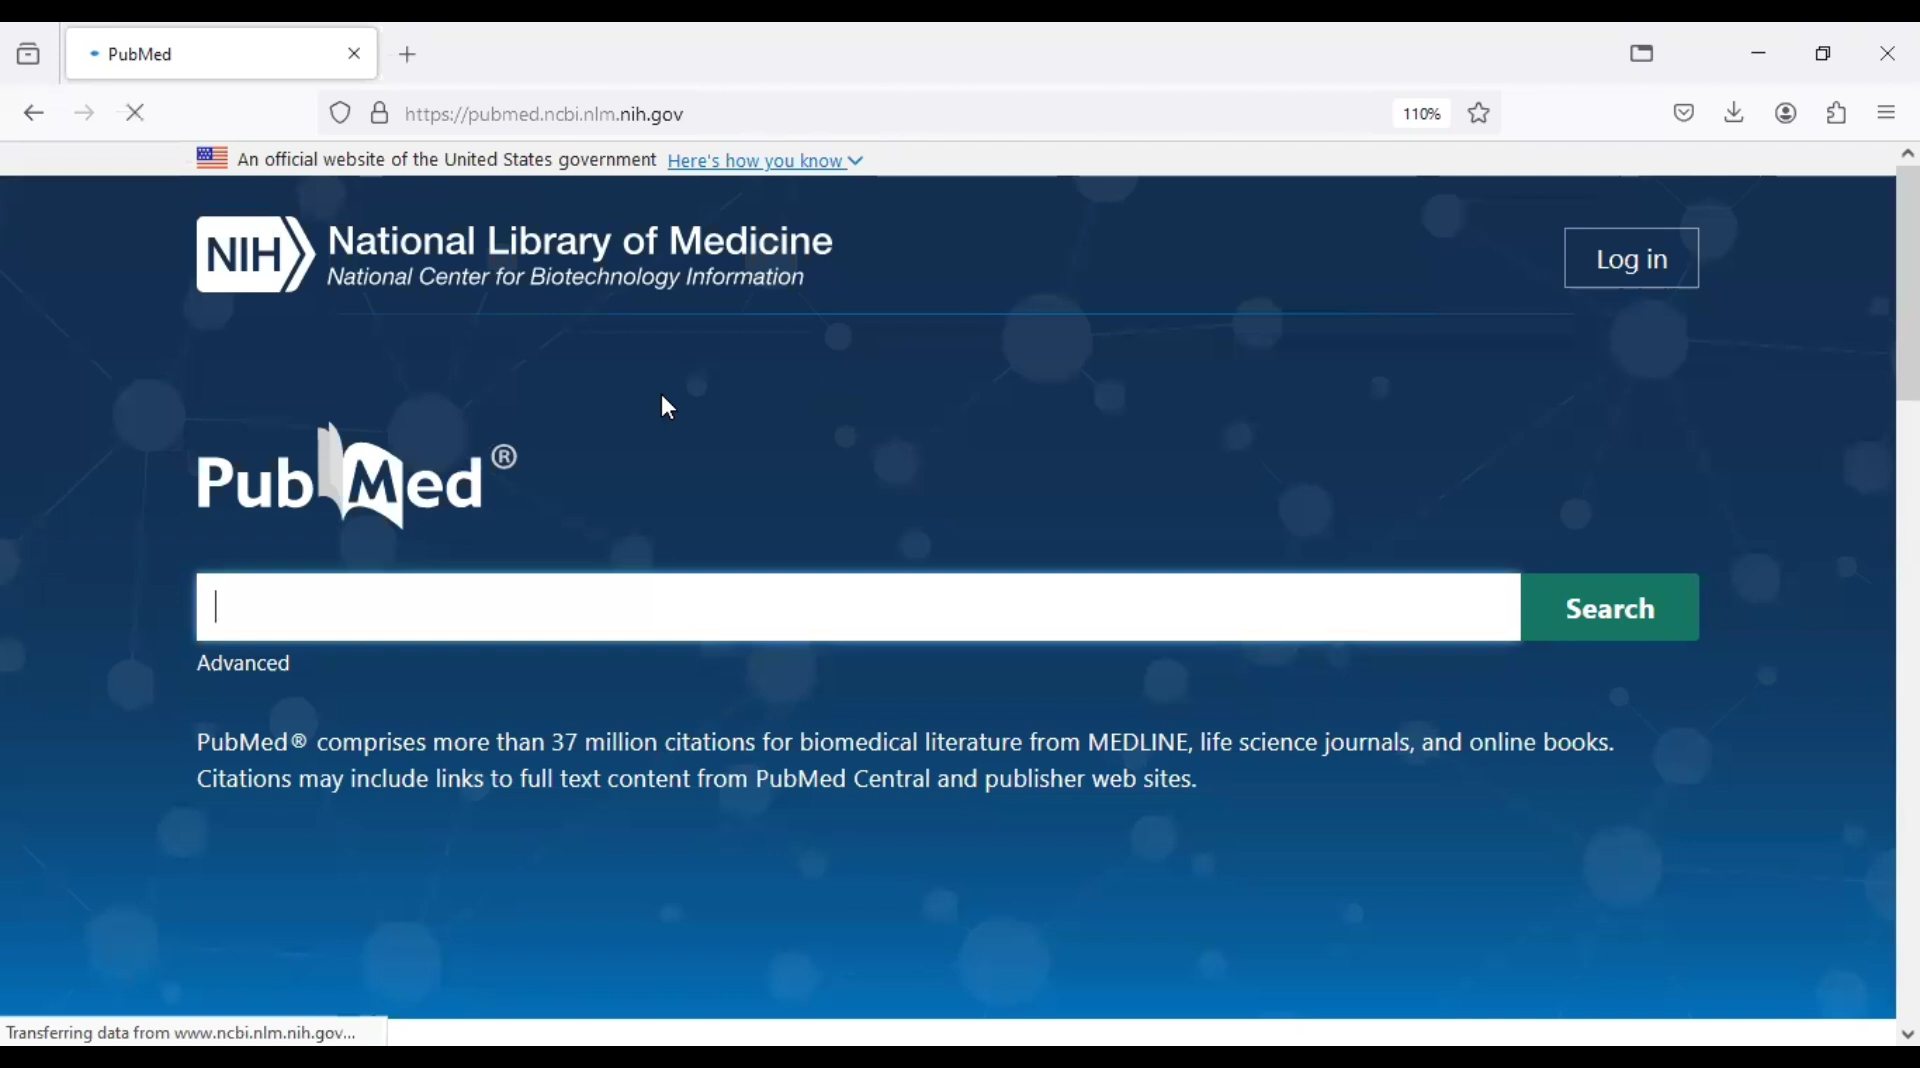 PubMed
https://pubmed.ncbi.nlm.nih.gov
110%
An official website of the United States government Here's how you know
NIH National Library of Medicine
National Center for Biotechnology Information
Log in
PubMed®
Search
Advanced
PubMed® comprises more than 37 million citations for biomedical literature from MEDLINE, life science journals, and online books.
Citations may include links to full text content from PubMed Central and publisher web sites.
Transferring data from www.ncbi.nlm.nih.gov...